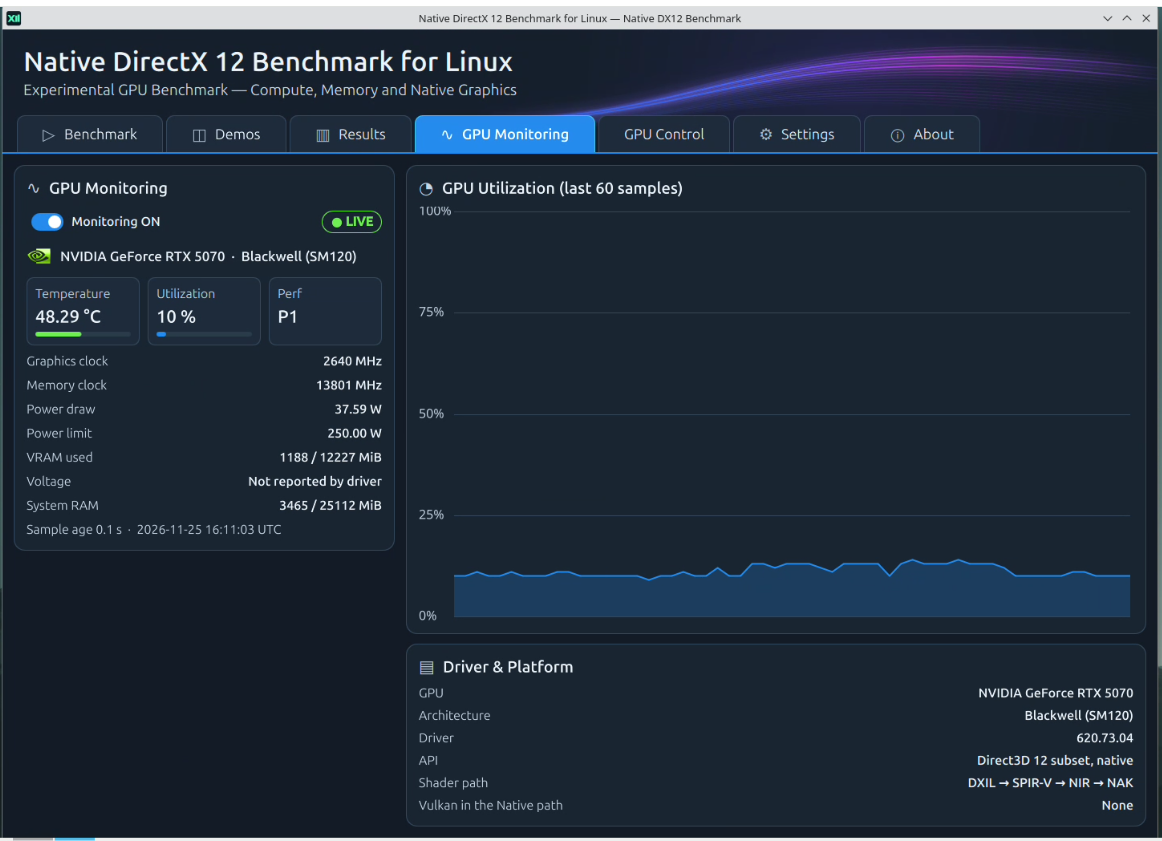 XII
Native DirectX 12 Benchmark for Linux — Native DX12 Benchmark
Native DirectX 12 Benchmark for Linux
Experimental GPU Benchmark — Compute, Memory and Native Graphics
Benchmark
Demos
Results
GPU Monitoring
GPU Control
Settings
About
GPU Monitoring
Monitoring ON
LIVE
NVIDIA GeForce RTX 5070 · Blackwell (SM120)
Temperature
48.29 °C
Utilization
10 %
Perf
P1
Graphics clock 2640 MHz
Memory clock 13801 MHz
Power draw 37.59 W
Power limit 250.00 W
VRAM used 1188 / 12227 MiB
Voltage Not reported by driver
System RAM 3465 / 25112 MiB
Sample age 0.1 s · 2026-11-25 16:11:03 UTC
GPU Utilization (last 60 samples)
100%
75%
50%
25%
0%
Driver & Platform
GPU NVIDIA GeForce RTX 5070
Architecture Blackwell (SM120)
Driver 620.73.04
API Direct3D 12 subset, native
Shader path DXIL → SPIR-V → NIR → NAK
Vulkan in the Native path None